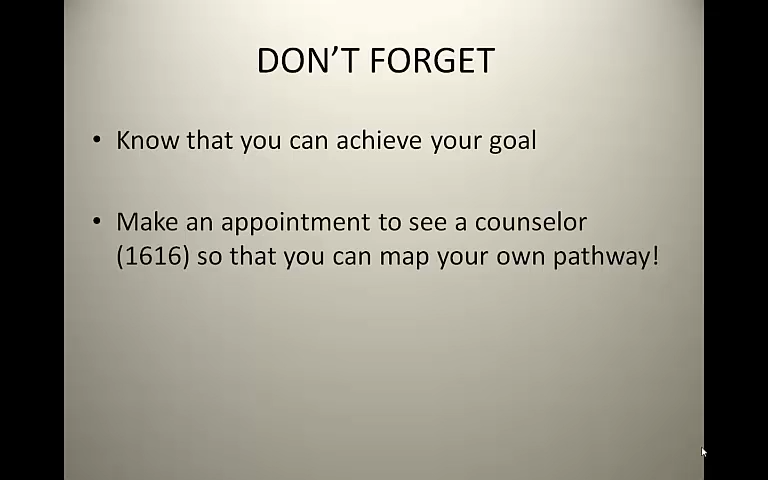 DON’T FORGET
• Know that you can achieve your goal
• Make an appointment to see a counselor
(1616) so that you can map your own pathway!